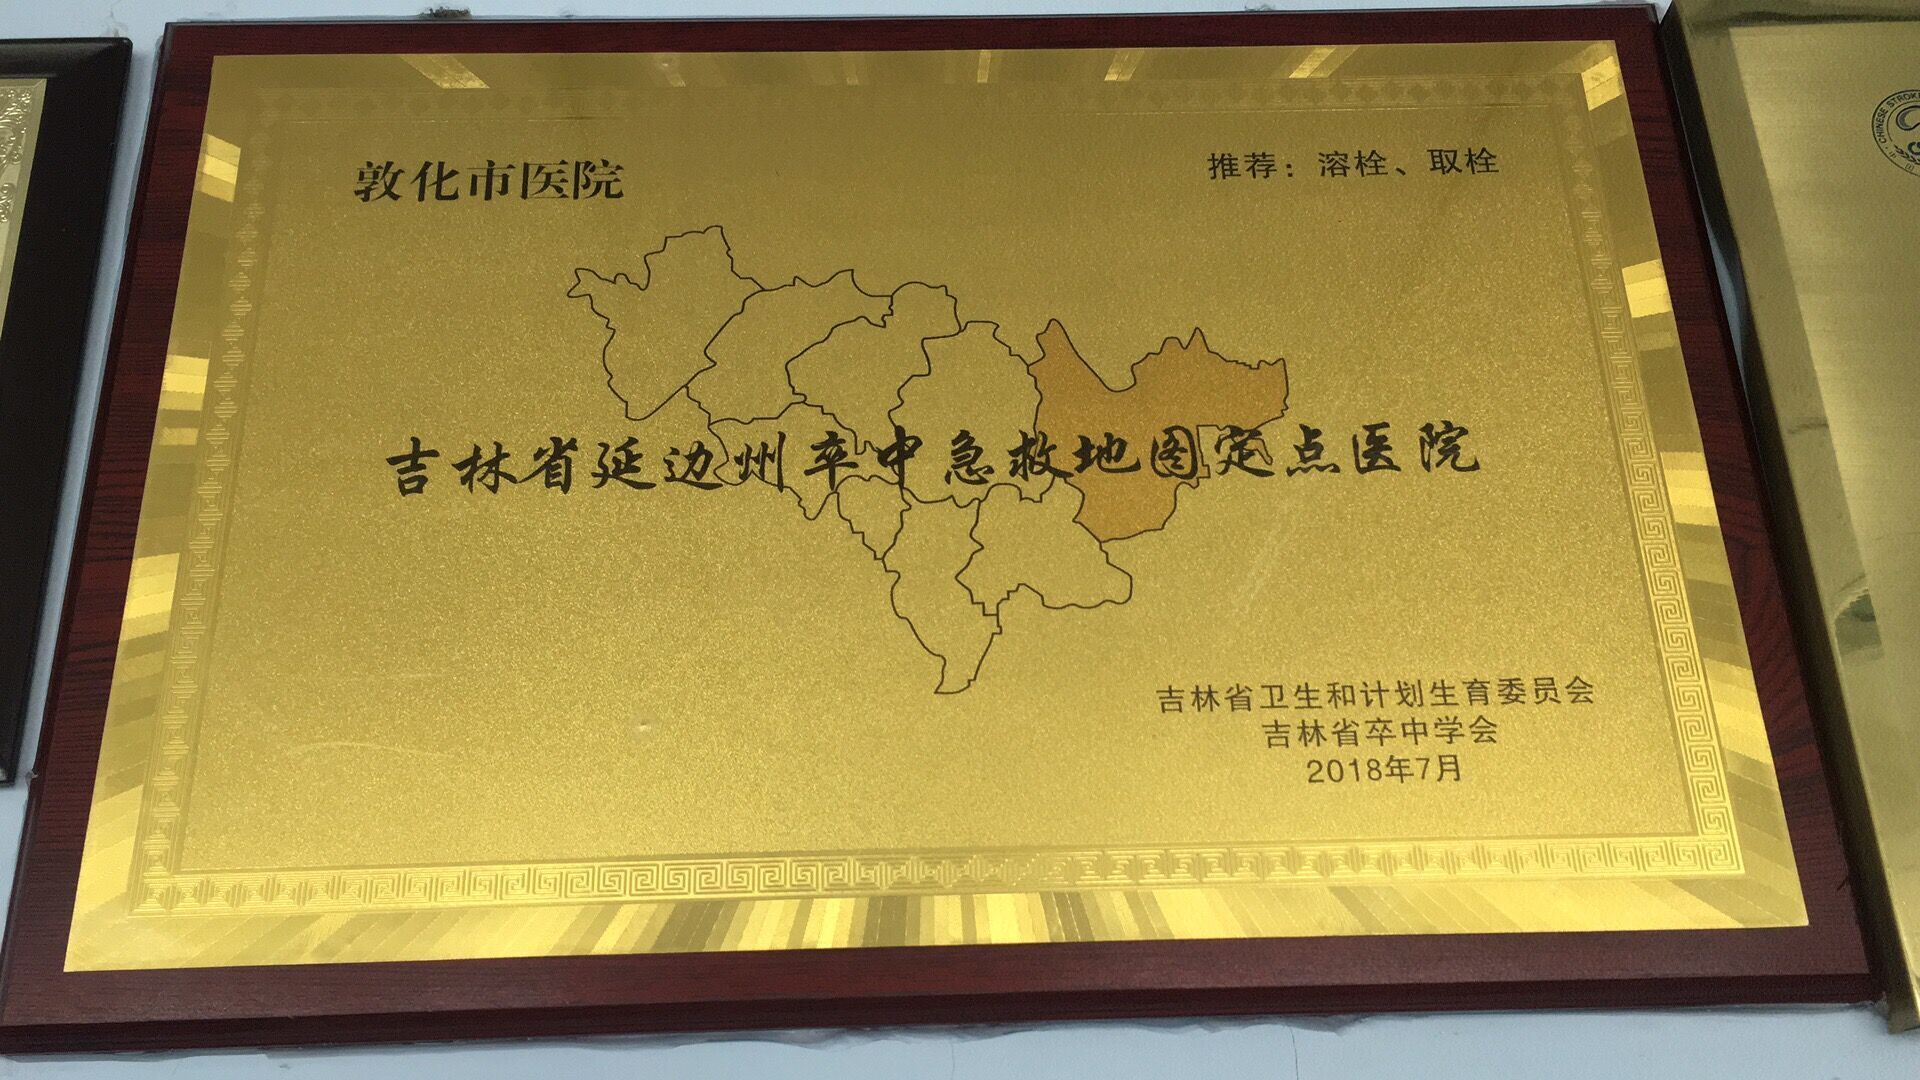 敦化市医院
推荐：溶栓、取栓
吉林省延边州卒中急救地图定点医院
吉林省卫生和计划生育委员会
吉林省卒中学会
2018年7月
CHINESE STROKE